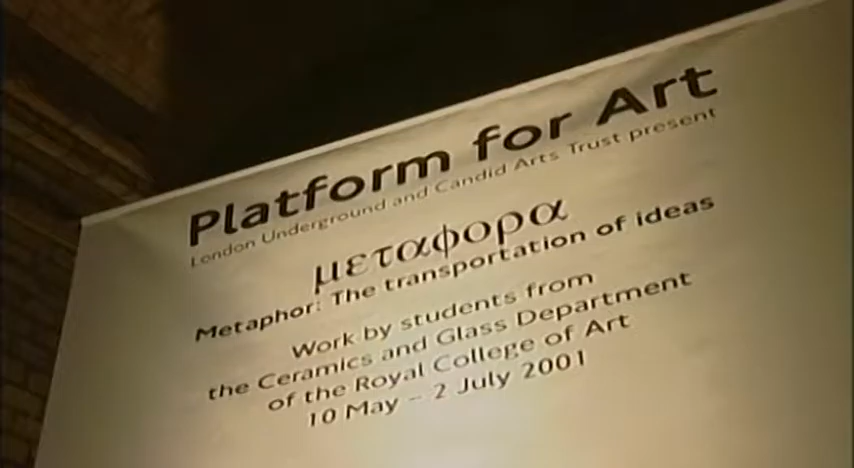 Platform for Art
London Underground and Candid Arts Trust present
μεταφορα
Metaphor: The transportation of ideas
Work by students from
the Ceramics and Glass Department
of the Royal College of Art
10 May – 2 July 2001